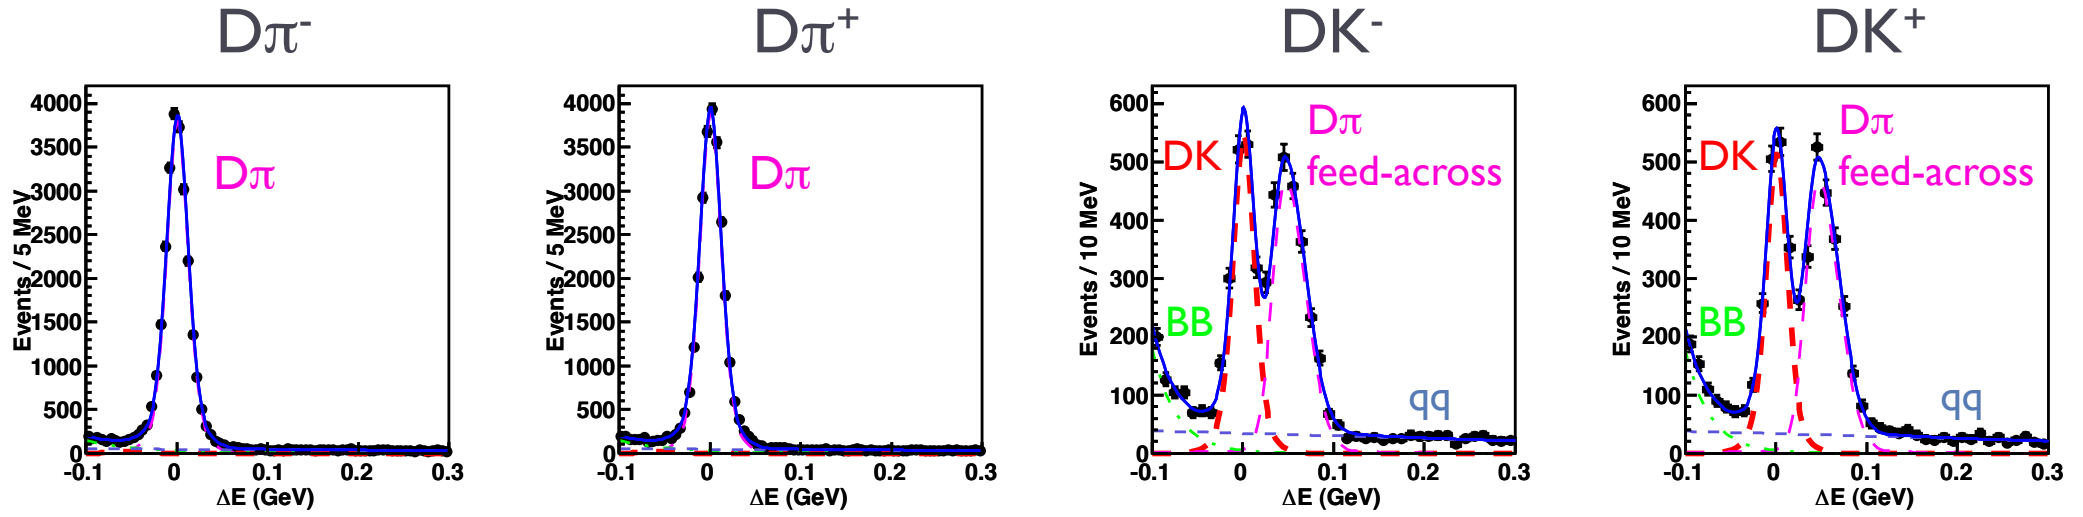 Dπ-
Dπ+
DK-
DK+
Events / 5 MeV
4000
3500
3000
2500
2000
1500
1000
500
0
-0.1 0 0.1 0.2 0.3
ΔE (GeV)
Dπ
Events / 5 MeV
4000
3500
3000
2500
2000
1500
1000
500
0
-0.1 0 0.1 0.2 0.3
ΔE (GeV)
Dπ
Events / 10 MeV
600
500
400
300
200
100
0
-0.1 0 0.1 0.2 0.3
ΔE (GeV)
DK
Dπ
feed-across
BB
qq
Events / 10 MeV
600
500
400
300
200
100
0
-0.1 0 0.1 0.2 0.3
ΔE (GeV)
DK
Dπ
feed-across
BB
qq